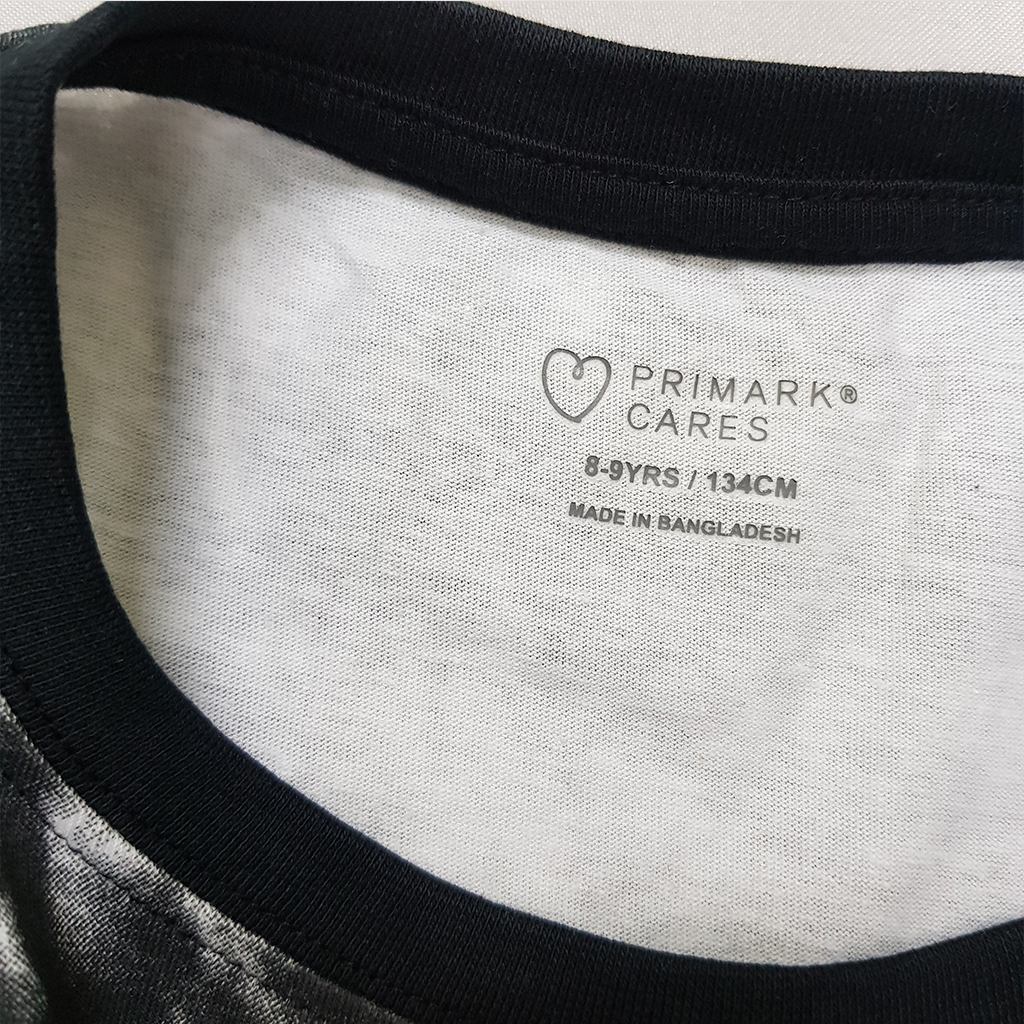 PRIMARK®
CARES
8-9YRS / 134CM
MADE IN BANGLADESH